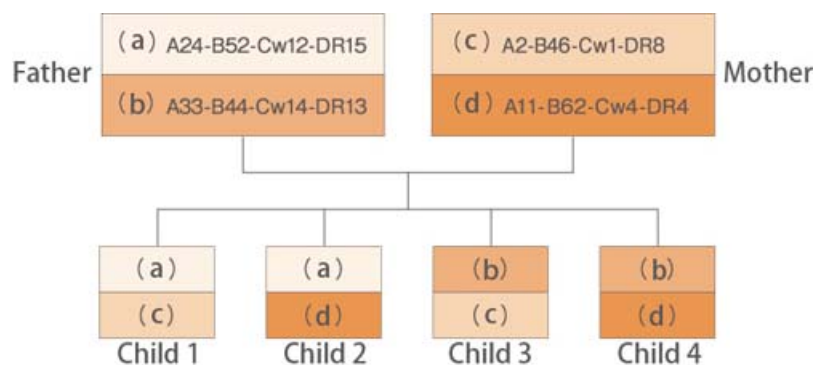 (a) A24-B52-Cw12-DR15
(b) A33-B44-Cw14-DR13
Father
(c) A2-B46-Cw1-DR8
(d) A11-B62-Cw4-DR4
Mother
(a)
(c)
Child 1
(a)
(d)
Child 2
(b)
(c)
Child 3
(b)
(d)
Child 4